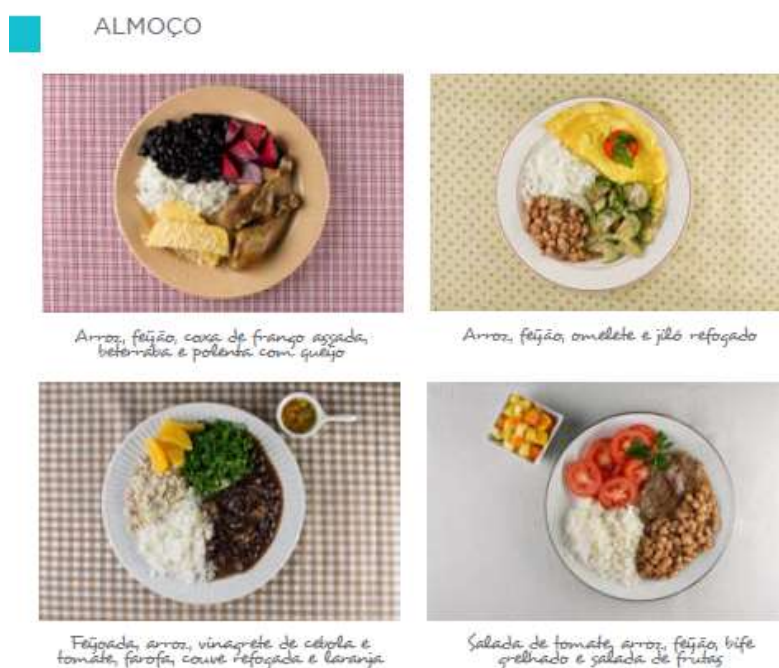 ALMOÇO
Arroz, feijão, coxa de frango assada,
beterraba e polenta com queijo
Arroz, feijão, omelete e jiló refogado
Feijoada, arroz, vinagrete de cebola e
tomate, farofa, couve refogada e laranja
Salada de tomate, arroz, feijão, bife
grelhado e salada de frutas